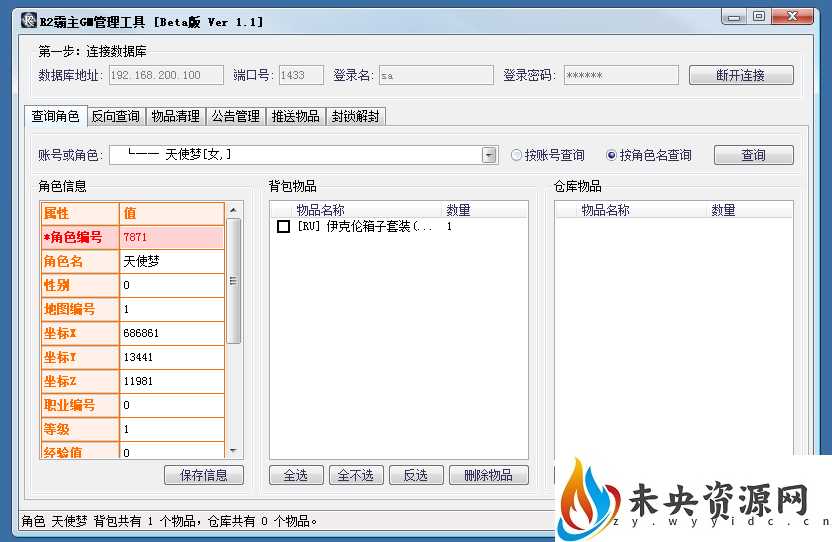 R2霸主GM管理工具 [Beta版 Ver 1.1]
第一步：连接数据库
数据库地址: 192.168.200.100 端口号: 1433 登录名: sa 登录密码: ****** 断开连接
查询角色 反向查询 物品清理 公告管理 推送物品 封锁解封
账号或角色: 天使梦[女,] 按账号查询 按角色名查询 查询
角色信息 背包物品 仓库物品
属性 值 物品名称 数量 物品名称 数量
*角色编号 7871 [RU] 伊克伦箱子套装(... 1
角色名 天使梦
性别 0
地图编号 1
坐标X 686861
坐标Y 13441
坐标Z 11981
职业编号 0
等级 1
经验值 0
保存信息 全选 全不选 反选 删除物品
未央资源网
zy.wyyidc.cn
角色 天使梦 背包共有 1 个物品，仓库共有 0 个物品。